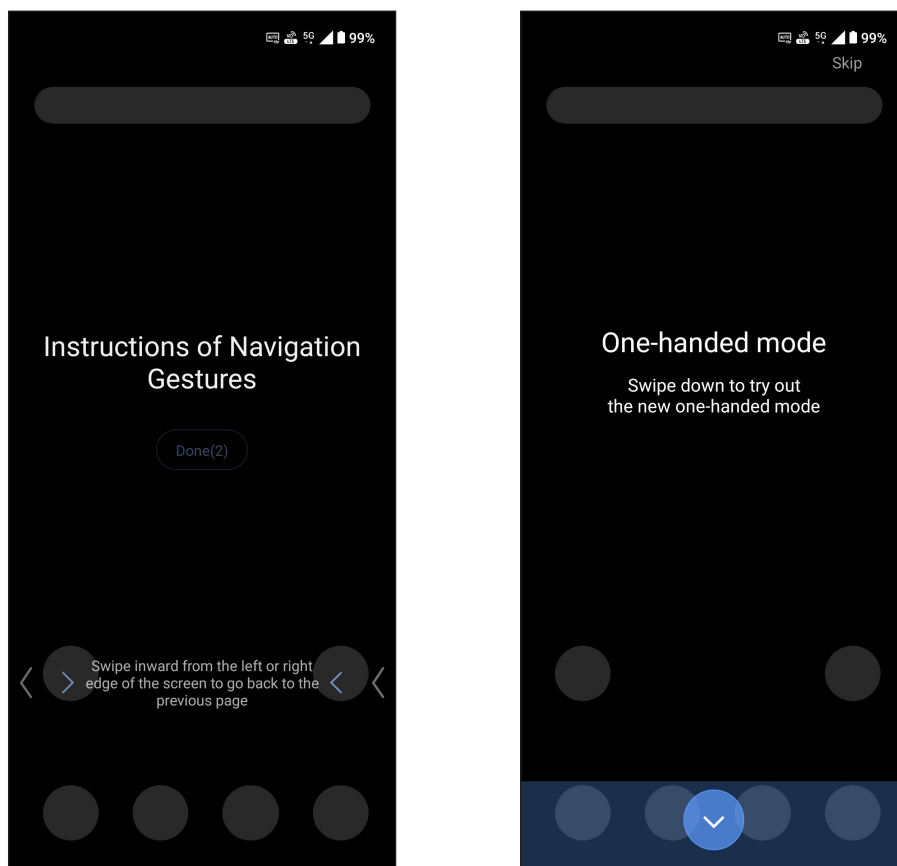 5G
99%
Instructions of Navigation
Gestures
Done(2)
Swipe inward from the left or right
edge of the screen to go back to the
previous page
5G
99%
Skip
One-handed mode
Swipe down to try out
the new one-handed mode